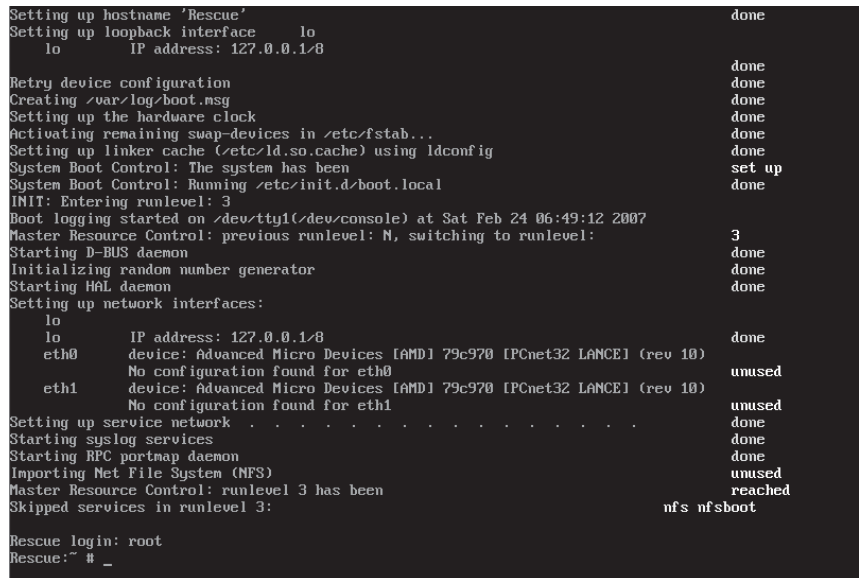 Setting up hostname 'Rescue' done
Setting up loopback interface lo
lo IP address: 127.0.0.1/8
done
Retry device configuration done
Creating /var/log/boot.msg done
Setting up the hardware clock done
Activating remaining swap-devices in /etc/fstab... done
Setting up linker cache (/etc/ld.so.cache) using ldconfig done
System Boot Control: The system has been set up
System Boot Control: Running /etc/init.d/boot.local done
INIT: Entering runlevel: 3
Boot logging started on /dev/tty1(/dev/console) at Sat Feb 24 06:49:12 2007
Master Resource Control: previous runlevel: N, switching to runlevel: 3
Starting D-BUS daemon done
Initializing random number generator done
Starting HAL daemon done
Setting up network interfaces:
lo
lo IP address: 127.0.0.1/8 done
eth0 device: Advanced Micro Devices [AMD] 79c970 [PCnet32 LANCE] (rev 10)
No configuration found for eth0 unused
eth1 device: Advanced Micro Devices [AMD] 79c970 [PCnet32 LANCE] (rev 10)
No configuration found for eth1 unused
Setting up service network . . . . . . . . . . . . . . . . done
Starting syslog services done
Starting RPC portmap daemon done
Importing Net File System (NFS) unused
Master Resource Control: runlevel 3 has been reached
Skipped services in runlevel 3: nfs nfsboot
Rescue login: root
Rescue:~ # _